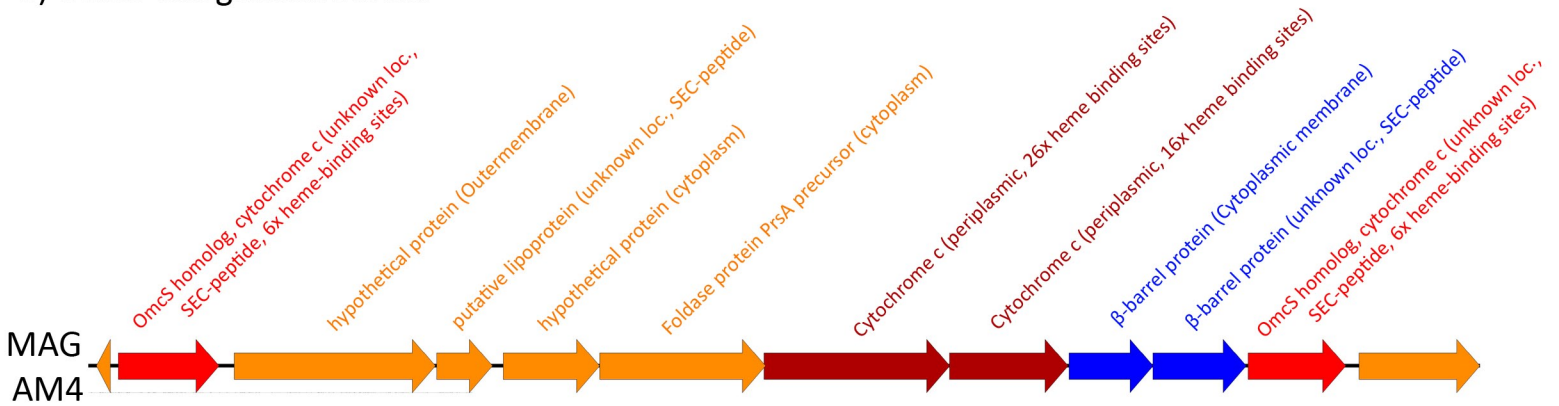 OmcS homolog, cytochrome c (unknown loc.,
SEC-peptide, 6x heme-binding sites)
hypothetical protein (Outermembrane)
putative lipoprotein (unknown loc., SEC-peptide)
hypothetical protein (cytoplasm)
Foldase protein PrsA precursor (cytoplasm)
Cytochrome c (periplasmic, 26x heme binding sites)
Cytochrome c (periplasmic, 16x heme binding sites)
β-barrel protein (Cytoplasmic membrane)
β-barrel protein (unknown loc., SEC-peptide)
OmcS homolog, cytochrome c (unknown loc.,
SEC-peptide, 6x heme-binding sites)
MAG
AM4